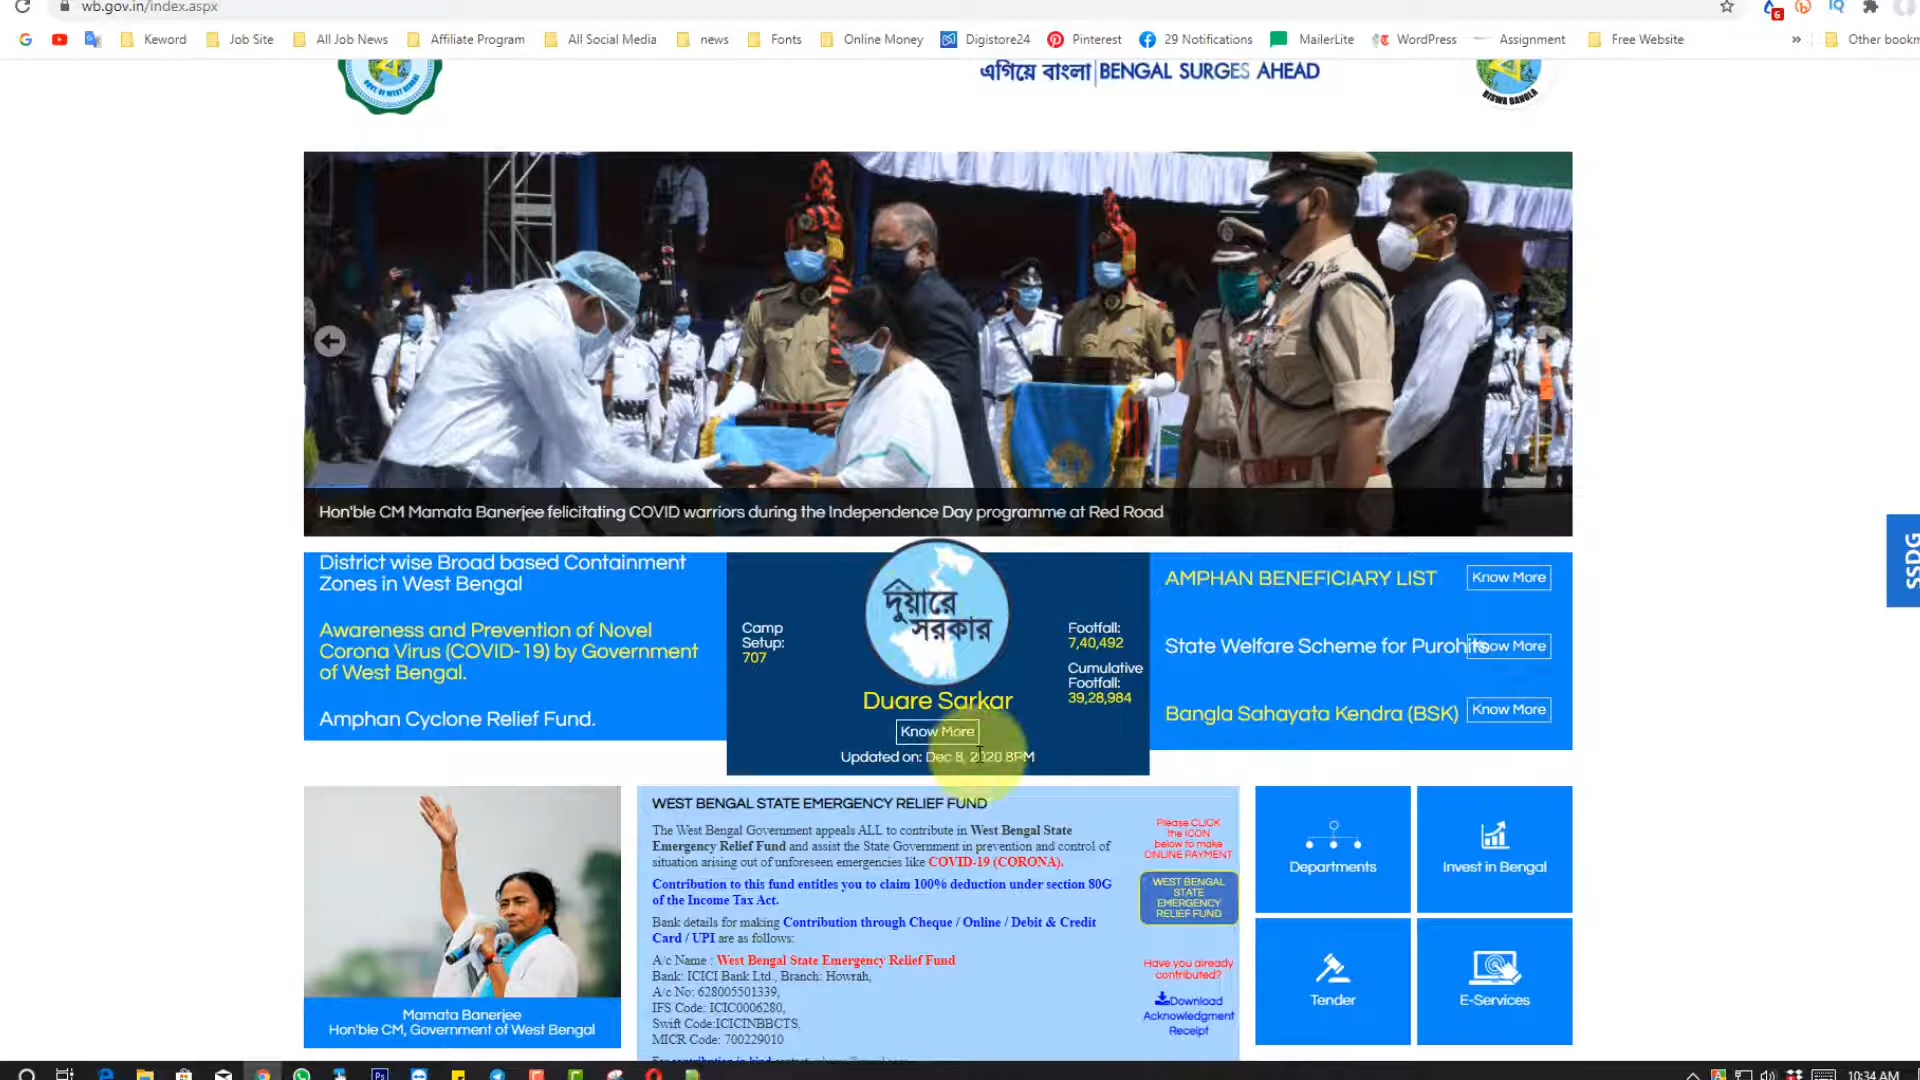 wb.gov.in/index.aspx
6
Keword
Job Site
All Job News
Affiliate Program
All Social Media
news
Fonts
Online Money
Digistore24
Pinterest
29 Notifications
MailerLite
WordPress
Assignment
Free Website
»
Other bookm
এগিয়ে বাংলা | BENGAL SURGES AHEAD
GOVT. OF WEST BENGAL
BISWA BANGLA
Hon'ble CM Mamata Banerjee felicitating COVID warriors during the Independence Day programme at Red Road
SSDG
District wise Broad based Containment
Zones in West Bengal
Awareness and Prevention of Novel
Corona Virus (COVID-19) by Government
of West Bengal.
Amphan Cyclone Relief Fund.
Camp
Setup:
707
দুয়ারে
সরকার
Footfall:
7,40,492
Cumulative
Footfall:
39,28,984
Duare Sarkar
Know More
Updated on: Dec 8, 2020 8PM
AMPHAN BENEFICIARY LIST
Know More
State Welfare Scheme for Purohits
Know More
Bangla Sahayata Kendra (BSK)
Know More
Mamata Banerjee
Hon'ble CM, Government of West Bengal
WEST BENGAL STATE EMERGENCY RELIEF FUND
The West Bengal Government appeals ALL to contribute in West Bengal State
Emergency Relief Fund and assist the State Government in prevention and control of
situation arising out of unforeseen emergencies like COVID-19 (CORONA).
Contribution to this fund entitles you to claim 100% deduction under section 80G
of the Income Tax Act.
Bank details for making Contribution through Cheque / Online / Debit & Credit
Card / UPI are as follows:
A/c Name : West Bengal State Emergency Relief Fund
Bank: ICICI Bank Ltd., Branch: Howrah,
A/c No: 628005501339,
IFS Code: ICIC0006280,
Swift Code:ICICINBBCTS,
MICR Code: 700229010
Please CLICK
the ICON
below to make
ONLINE PAYMENT
WEST BENGAL
STATE
EMERGENCY
RELIEF FUND
Have you already
contributed?
Download
Acknowledgment
Receipt
Departments
Invest in Bengal
Tender
E-Services
10:34 AM